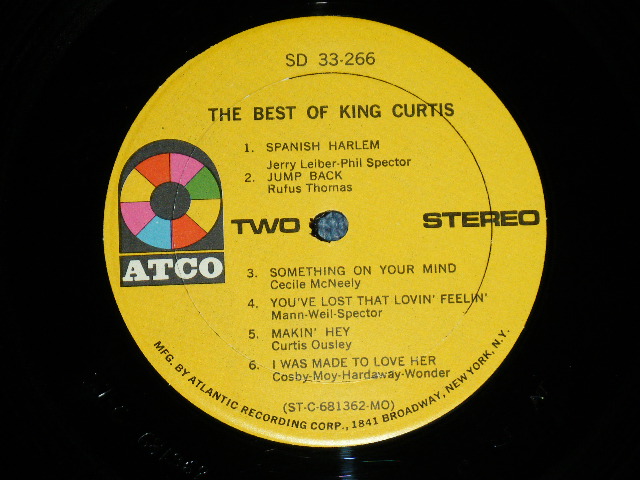 SD 33-266
THE BEST OF KING CURTIS
1. SPANISH HARLEM
Jerry Leiber-Phil Spector
2. JUMP BACK
Rufus Thomas
TWO
STEREO
ATCO
3. SOMETHING ON YOUR MIND
Cecile McNeely
4. YOU'VE LOST THAT LOVIN' FEELIN'
Mann-Weil-Spector
5. MAKIN' HEY
Curtis Ousley
6. I WAS MADE TO LOVE HER
Cosby-Moy-Hardaway-Wonder
(ST-C-681362-MO)
MFG. BY ATLANTIC RECORDING CORP., 1841 BROADWAY, NEW YORK, N.Y.